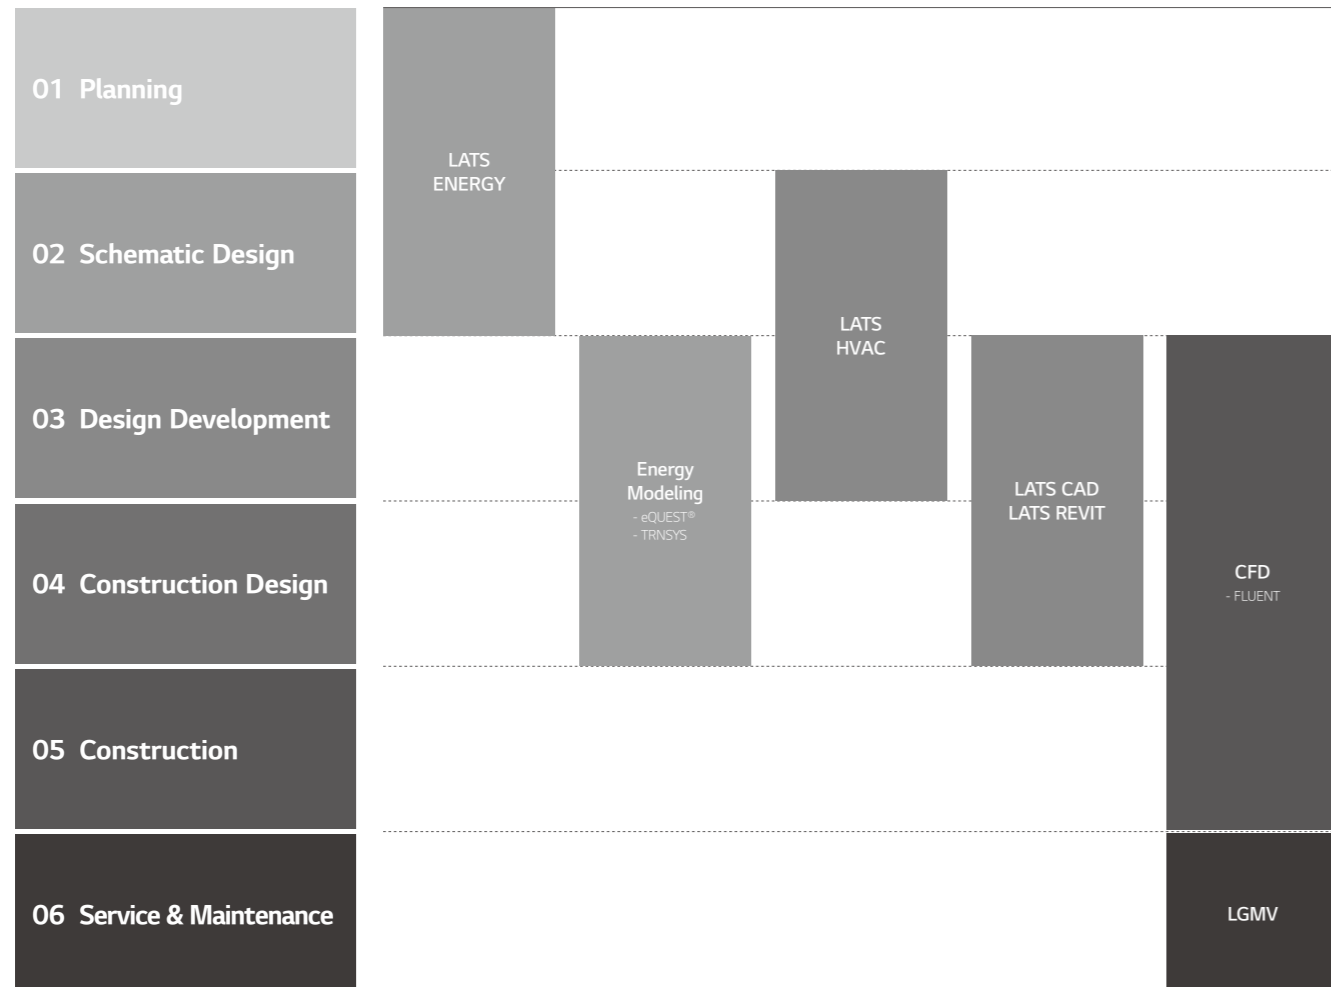 01 Planning
02 Schematic Design
03 Design Development
04 Construction Design
05 Construction
06 Service & Maintenance
LATS
ENERGY
Energy
Modeling
- eQUEST®
- TRNSYS
LATS
HVAC
LATS CAD
LATS REVIT
CFD
- FLUENT
LGMV